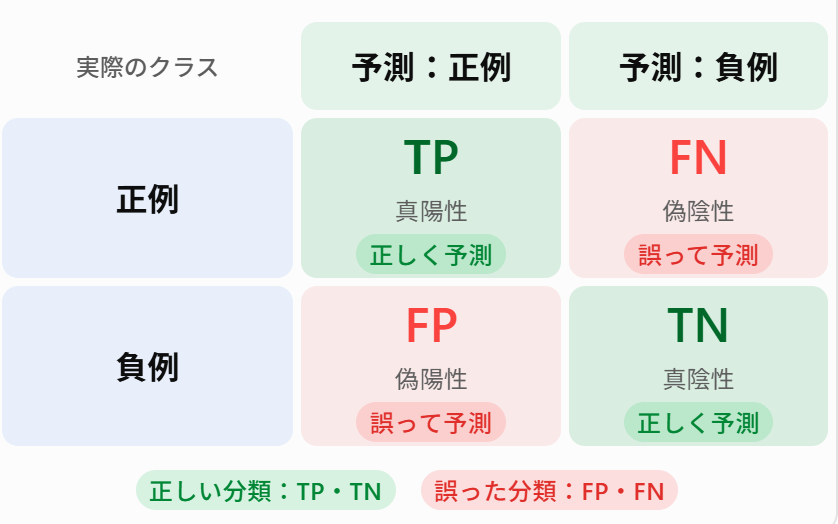 実際のクラス
予測：正例
予測：負例
正例
TP
真陽性
正しく予測
FN
偽陰性
誤って予測
負例
FP
偽陽性
誤って予測
TN
真陰性
正しく予測
正しい分類：TP・TN
誤った分類：FP・FN